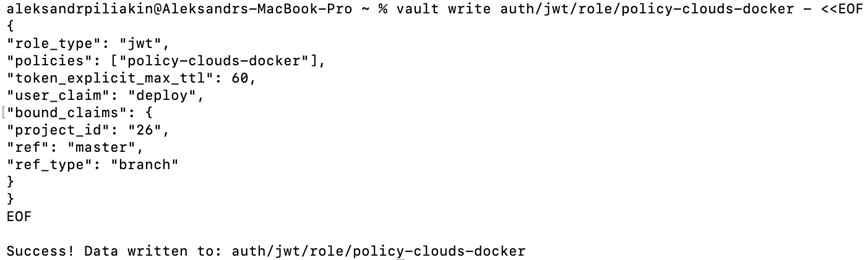 aleksandrpiliakin@Aleksandrs-MacBook-Pro ~ % vault write auth/jwt/role/policy-clouds-docker - <<EOF
{
"role_type": "jwt",
"policies": ["policy-clouds-docker"],
"token_explicit_max_ttl": 60,
"user_claim": "deploy",
["bound_claims": {
"project_id": "26",
"ref": "master",
"ref_type": "branch"
}
}
EOF
Success! Data written to: auth/jwt/role/policy-clouds-docker